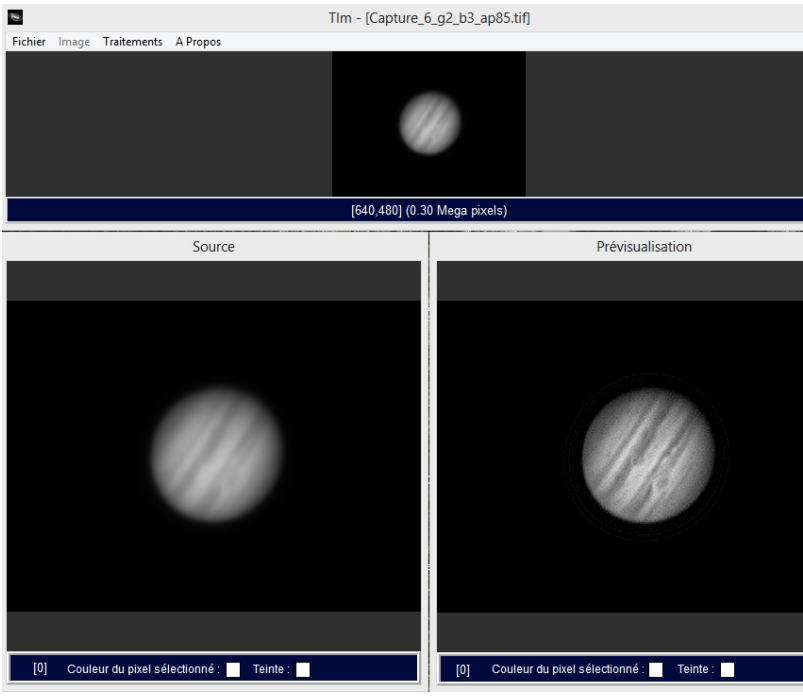 TIm - [Capture_6_g2_b3_ap85.tif]
Fichier Image Traitements A Propos
[640,480] (0.30 Mega pixels)
Source
Prévisualisation
[0] Couleur du pixel sélectionné : Teinte :
[0] Couleur du pixel sélectionné : Teinte :